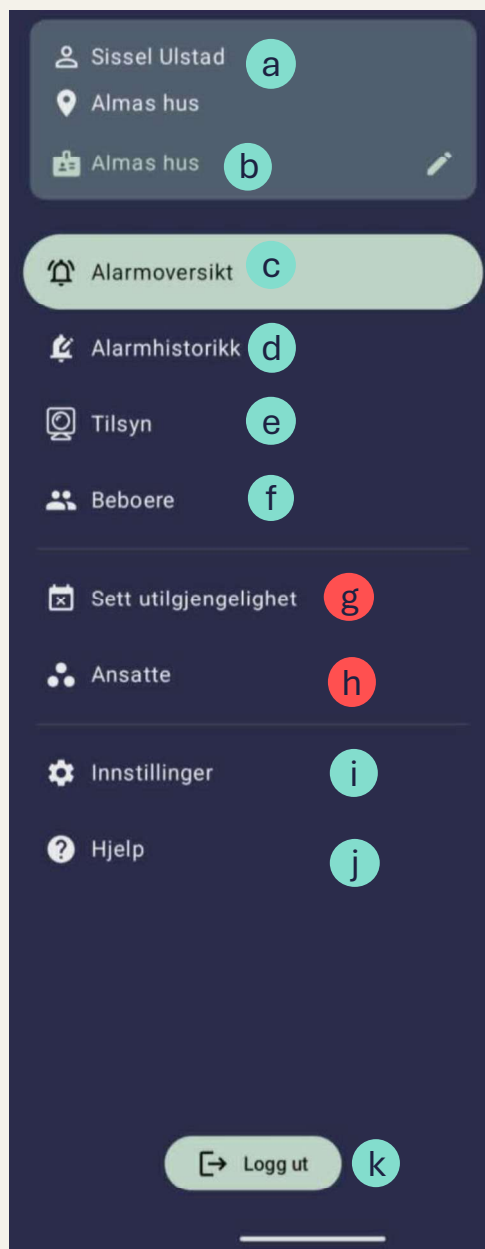 Sissel Ulstad a
Almas hus
Almas hus b
Alarmoversikt c
Alarmhistorikk d
Tilsyn e
Beboere f
Sett utilgjengelighet g
Ansatte h
Innstillinger i
Hjelp j
Logg ut k